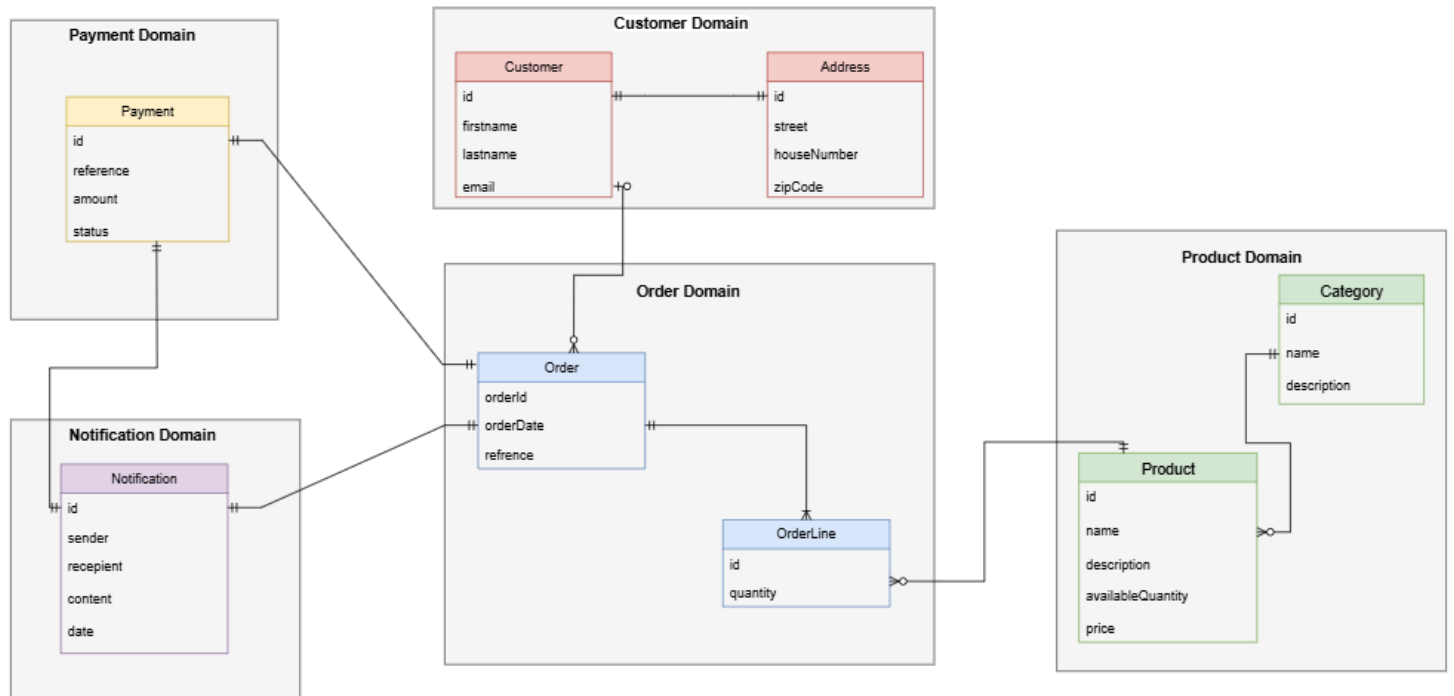 Payment Domain
Payment
id
reference
amount
status
Customer Domain
Customer
id
firstname
lastname
email
Address
id
street
houseNumber
zipCode
Notification Domain
Notification
id
sender
recepient
content
date
Order Domain
Order
orderId
orderDate
refrence
OrderLine
id
quantity
Product Domain
Category
id
name
description
Product
id
name
description
availableQuantity
price